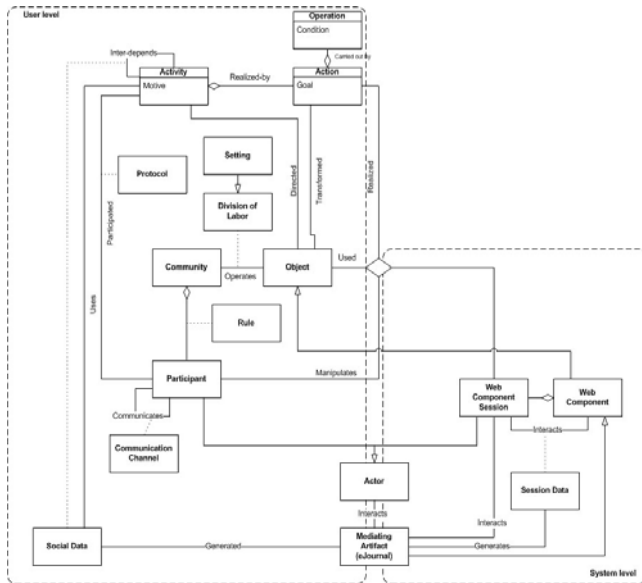 User level
Operation
Condition
Carried out by
Inter-depends
Activity
Motive
Realized-by
Action
Goal
Setting
Protocol
Division of
Labor
Directed
Transformed
Realized
Participated
Uses
Community
Operates
Object
Used
Rule
Participant
Manipulates
Web
Component
Session
Web
Component
Communicates
Interacts
Communication
Channel
Actor
Session Data
Interacts
Interacts
Social Data
Generated
Mediating
Artifact
(eJournal)
Generates
System level